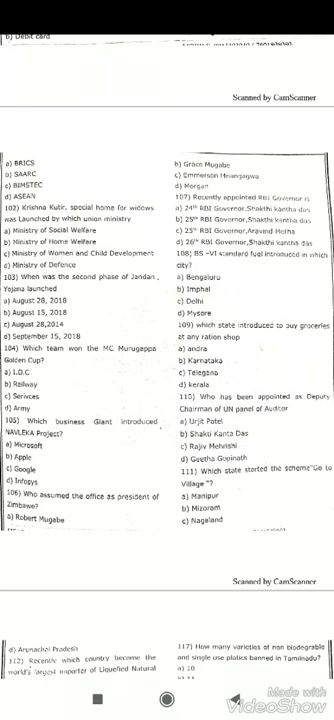 b) Debit card
Scanned by CamScanner
a) BRICS
b) SAARC
c) BIMSTEC
d) ASEAN
102) Krishna Kutir, special home for widows
was Launched by which union ministry
a) Ministry of Social Welfare
b) Ministry of Home Welfare
c) Ministry of Women and Child Development
d) Ministry of Defence
103) When was the second phase of Jandan ,
Yojana launched
a) August 28, 2018
b) August 15, 2018
c) August 28,2014
d) September 15, 2018
104) Which team won the MC Murugappa
Golden Cup?
a) I.O.C
b) Railway
c) Serivces
d) Army
105) Which business Giant introduced
NAVLEKA Project?
a) Microsoft
b) Apple
c) Google
d) Infosys
106) Who assumed the office as president of
Zimbawe?
a) Robert Mugabe
b) Grace Mugabe
c) Emmerson Mnangagwa
d) Morgan
107) Recently appointed RBI Governor is
a) 24th RBI Governor,Shakthi kantha das
b) 25th RBI Governor,Shakthi kantha das
c) 25th RBI Governor,Aravind
d) 26th RBI Governor,Shakthi kantha das
108) BS -VI standard fuel introduced in which
city?
a) Bengaluru
b) Imphal
c) Delhi
d) Mysore
109) which state introduced to buy groceries
at any ration shop
a) andra
b) Karnataka
c) Telegana
d) kerala
110) Who has been appointed as Deputy
Chairman of UN panel of Auditor
a) Urjit Patel
b) Shakti Kanta Das
c) Rajiv Mehrishi
d) Geetha Gopinath
111) Which state started the scheme"Go to
Village "?
a) Manipur
b) Mizoram
c) Nagaland
Scanned by CamScanner
d) Arunachal Pradesh
112) Recently which country become the
world's largest importer of Liquefied Natural
117) How many varieties of non biodegrable
and single use platics banned in Tamilnadu?
a) 10
Made with
VideoShow